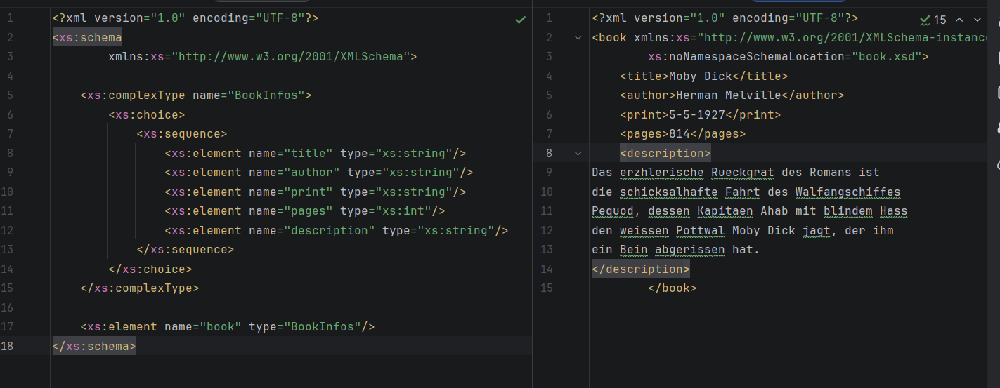 <?xml version="1.0" encoding="UTF-8"?>
<xs:schema
        xmlns:xs="http://www.w3.org/2001/XMLSchema">

    <xs:complexType name="BookInfos">
        <xs:choice>
            <xs:sequence>
                <xs:element name="title" type="xs:string"/>
                <xs:element name="author" type="xs:string"/>
                <xs:element name="print" type="xs:string"/>
                <xs:element name="pages" type="xs:int"/>
                <xs:element name="description" type="xs:string"/>
            </xs:sequence>
        </xs:choice>
    </xs:complexType>

    <xs:element name="book" type="BookInfos"/>
</xs:schema>
15
<?xml version="1.0" encoding="UTF-8"?>
<book xmlns:xs="http://www.w3.org/2001/XMLSchema-instance
        xs:noNamespaceSchemaLocation="book.xsd">
    <title>Moby Dick</title>
    <author>Herman Melville</author>
    <print>5-5-1927</print>
    <pages>814</pages>
    <description>
Das erzhlerische Rueckgrat des Romans ist
die schicksalhafte Fahrt des Walfangschiffes
Pequod, dessen Kapitaen Ahab mit blindem Hass
den weissen Pottwal Moby Dick jagt, der ihm
ein Bein abgerissen hat.
</description>
        </book>